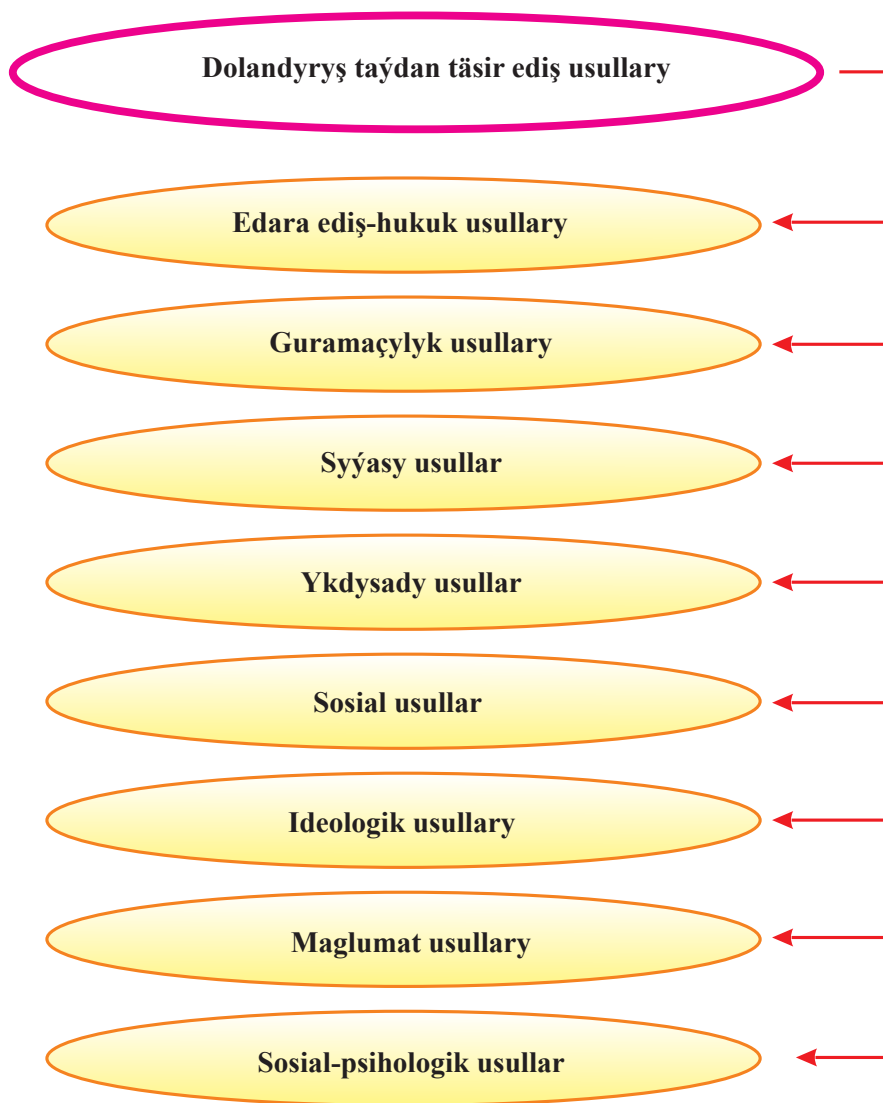 Dolandyryş taýdan täsir ediş usullary
Edara ediş-hukuk usullary
Guramaçylyk usullary
Syýasy usullar
Ykdysady usullar
Sosial usullar
Ideologik usullary
Maglumat usullary
Sosial-psihologik usullar